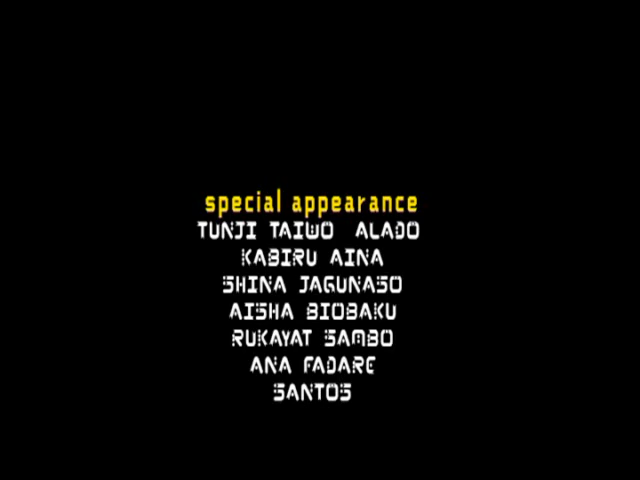 special appearance
TUNJI TAIWO ALADO
KABIRU AINA
SHINA JAGUNASO
AISHA BIOBAKU
RUKAYAT SAMBO
ANA FADARE
SANTOS